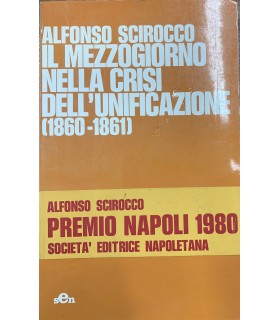 ALFONSO SCIROCCO
IL MEZZOGIORNO
NELLA CRISI
DELL'UNIFICAZIONE
(1860-1861)
ALFONSO SCIROCCO
PREMIO NAPOLI 1980
SOCIETA' EDITRICE NAPOLETANA
sen